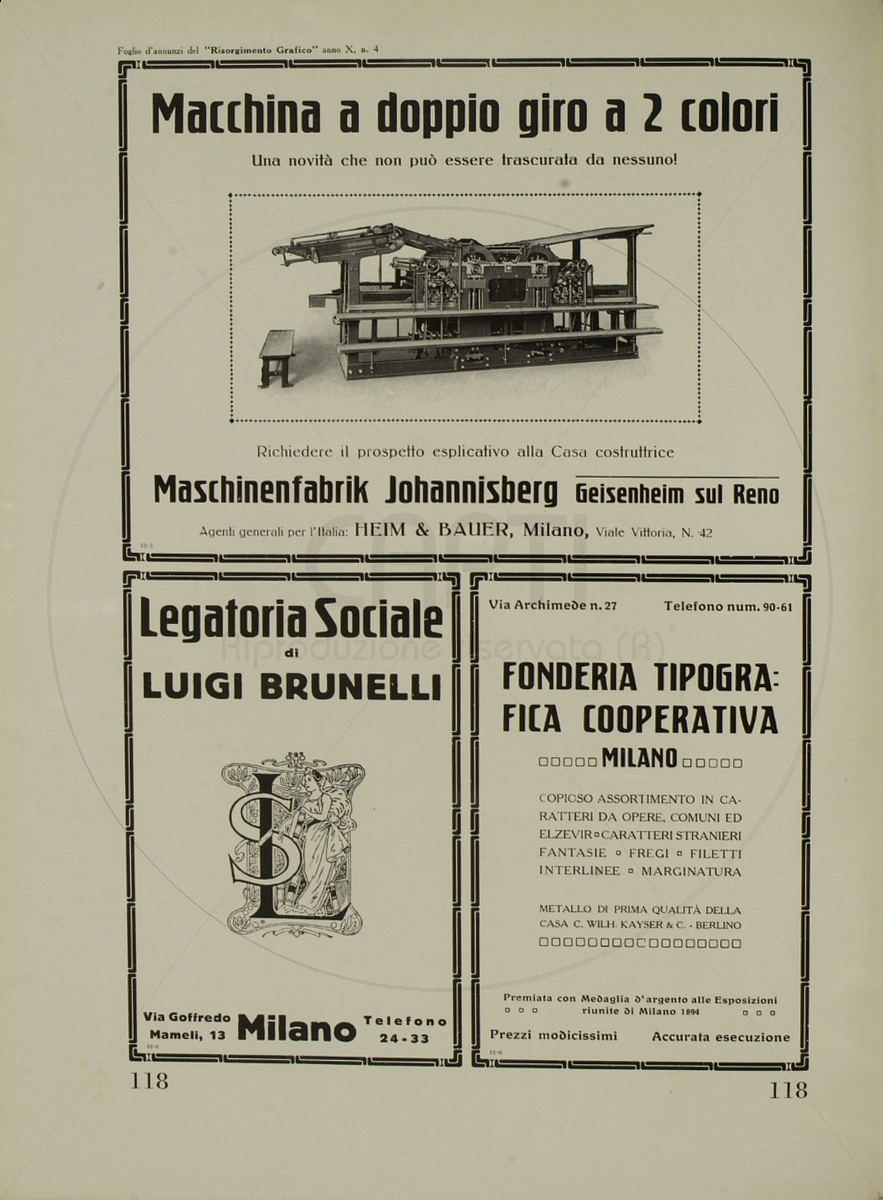 Foglio d'annunzi del "Risorgimento Grafico" anno X. n. 4
Macchina a doppio giro a 2 colori
Una novità che non può essere trascurata da nessuno!
Richiedere il prospetto esplicativo alla Casa costruttrice
Maschinenfabrik Johannisberg Geisenheim sul Reno
Agenti generali per l'Italia: HEIM & BAUER, Milano, Viale Vittoria, N. 42
Legatoria Sociale
di
LUIGI BRUNELLI
LS
Via Goffredo
Mameli, 13
Milano
Telefono
24-33
Via Archimede n. 27 Telefono num. 90-61
FONDERIA TIPOGRA:
FICA COOPERATIVA
MILANO
COPIOSO ASSORTIMENTO IN CA-
RATTERI DA OPERE, COMUNI ED
ELZEVIR CARATTERI STRANIERI
FANTASIE FREGI FILETTI
INTERLINEE MARGINATURA
METALLO DI PRIMA QUALITÀ DELLA
CASA C. WILH. KAYSER & C. - BERLINO
Premiata con Medaglia d'argento alle Esposizioni
riunite di Milano 1894
Prezzi modicissimi Accurata esecuzione
118
118
Riproduzione riservata (R)